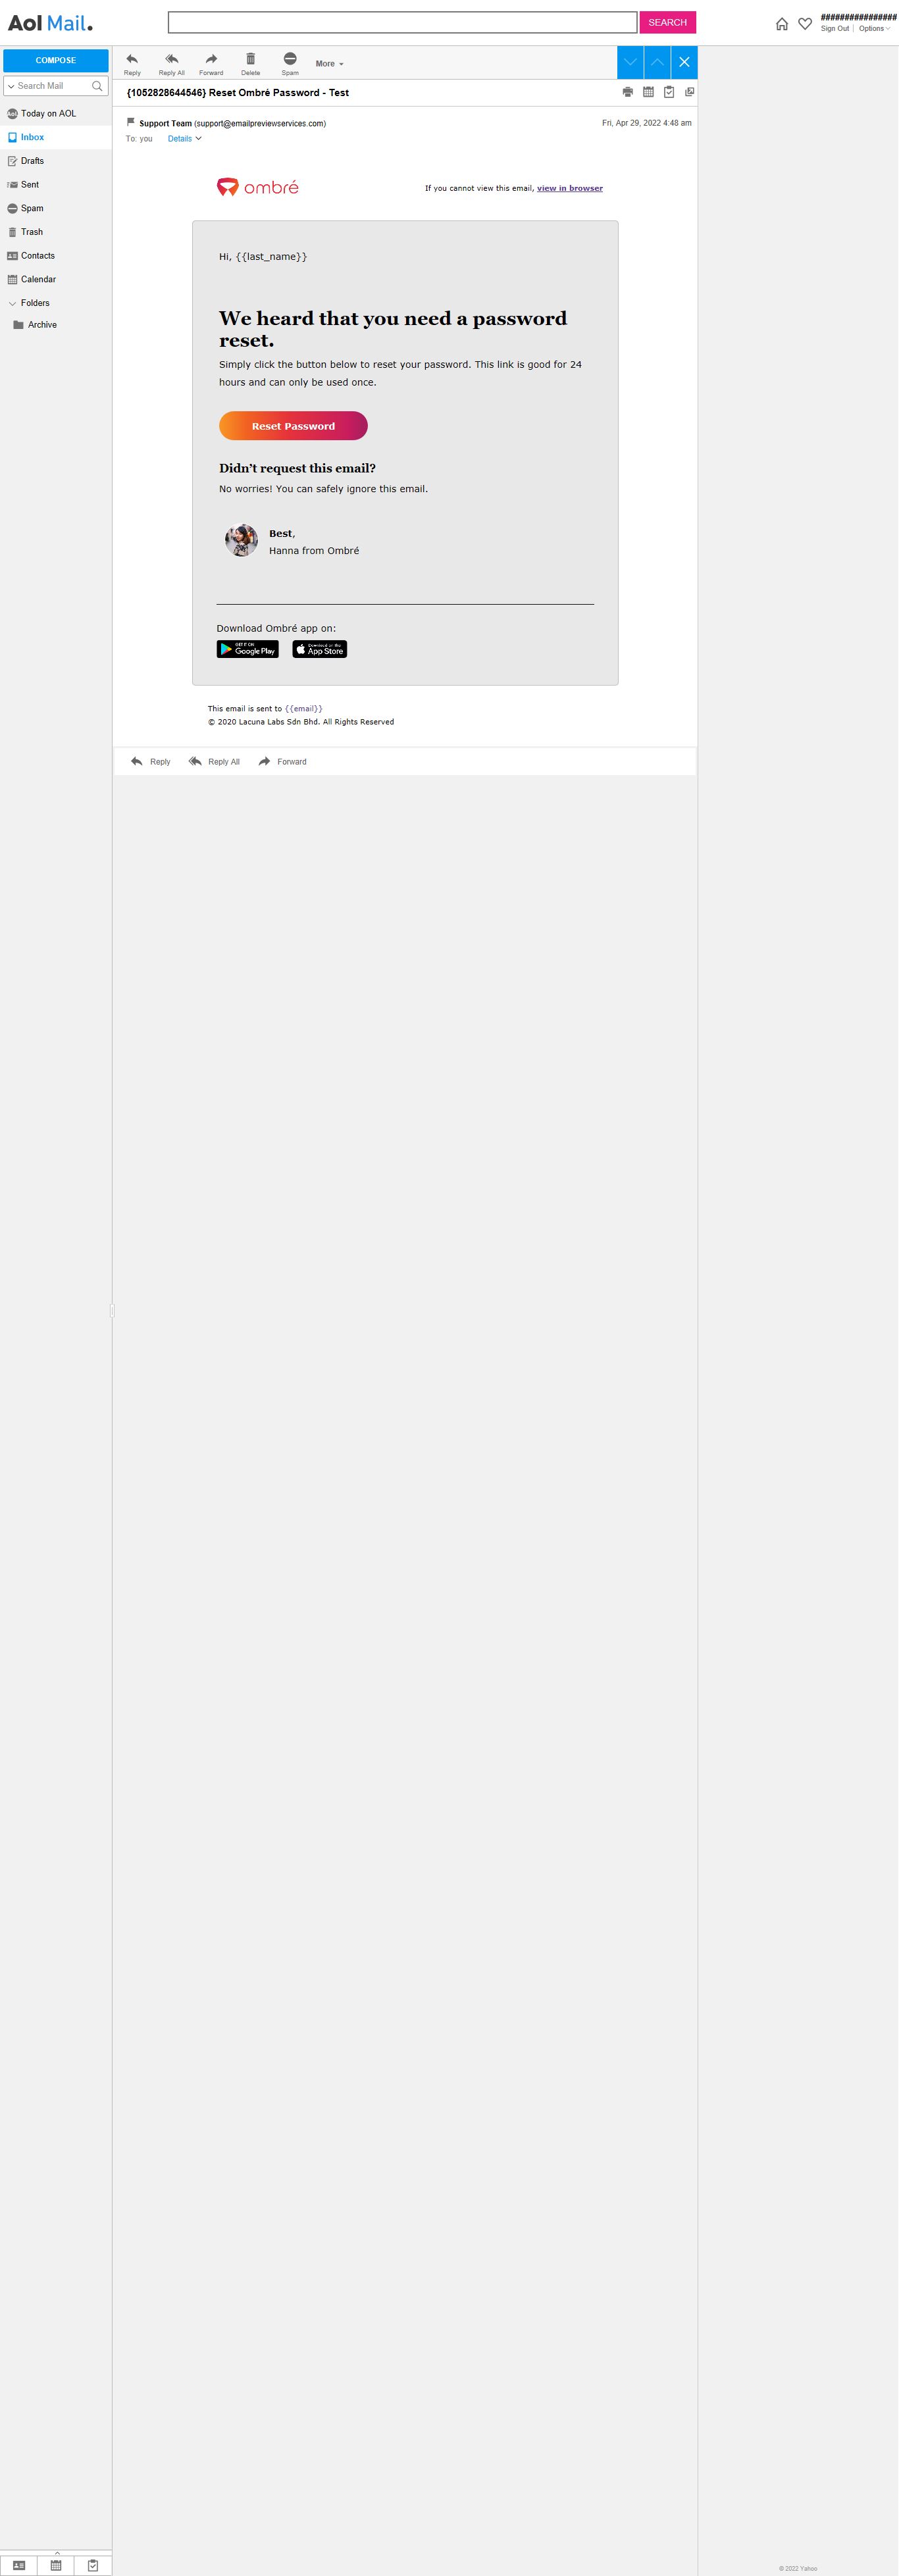 Aol Mail.
SEARCH
################
Sign Out | Options
COMPOSE
Search Mail
Today on AOL
Inbox
Drafts
Sent
Spam
Trash
Contacts
Calendar
Folders
Archive
Reply
Reply All
Forward
Delete
Spam
More
{1052828644546} Reset Ombré Password - Test
Support Team (support@emailpreviewservices.com)
Fri, Apr 29, 2022 4:48 am
To: you
Details
ombré
If you cannot view this email, view in browser
Hi, {{last_name}}
We heard that you need a password
reset.
Simply click the button below to reset your password. This link is good for 24
hours and can only be used once.
Reset Password
Didn’t request this email?
No worries! You can safely ignore this email.
Best,
Hanna from Ombré
Download Ombré app on:
GET IT ON
Google Play
Download on the
App Store
This email is sent to {{email}}
© 2020 Lacuna Labs Sdn Bhd. All Rights Reserved
Reply
Reply All
Forward
© 2022 Yahoo